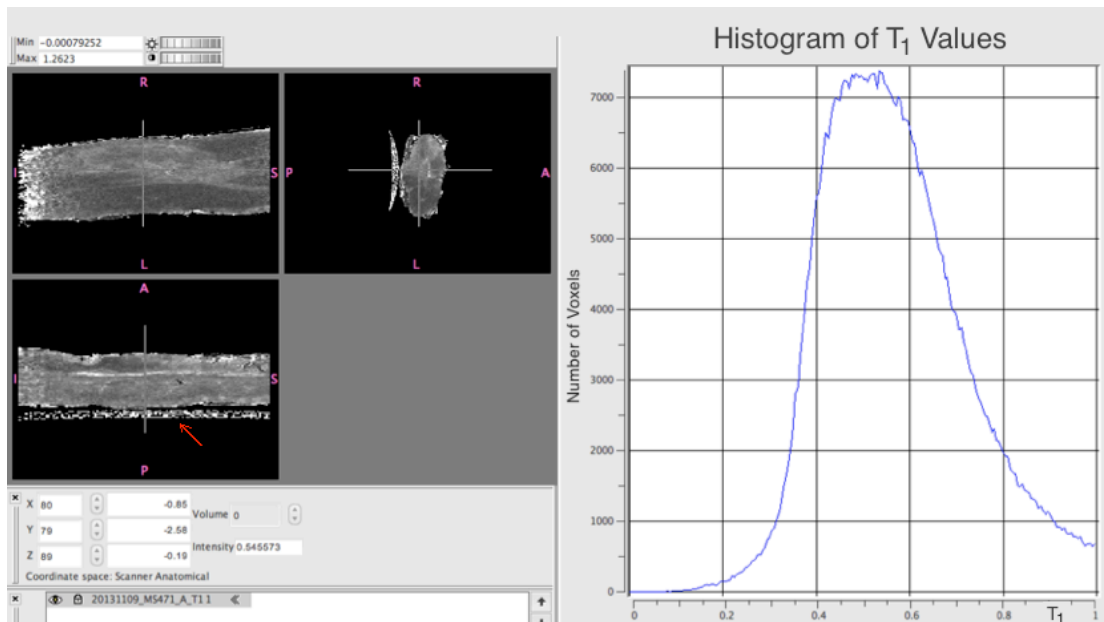 Min -0.00079252
Max 1.2623
R
I
S
L
R
P
A
L
A
I
S
P
X 80 -0.85 Volume 0
Y 79 -2.58
Z 89 -0.19 Intensity 0.545573
Coordinate space: Scanner Anatomical
20131109_MS471_A_T1 1
Histogram of T1 Values
Number of Voxels
7000
6000
5000
4000
3000
2000
1000
0
0 0.2 0.4 0.6 0.8 T1 1